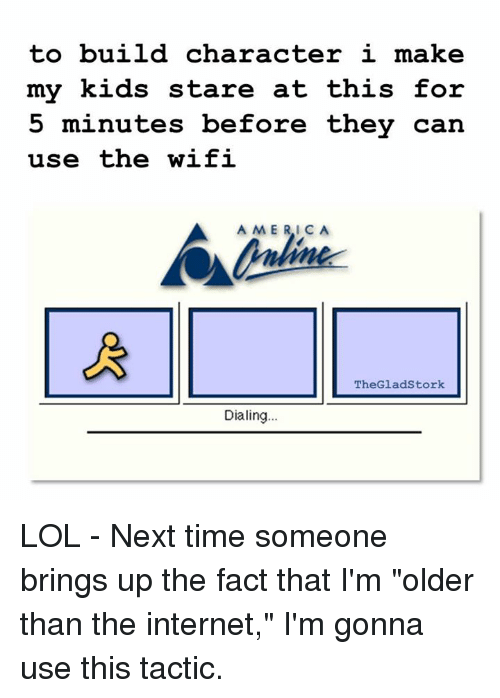 to build character i make
my kids stare at this for
5 minutes before they can
use the wifi
AMERICA
Online
TheGladStork
Dialing...
LOL - Next time someone
brings up the fact that I'm "older
than the internet," I'm gonna
use this tactic.